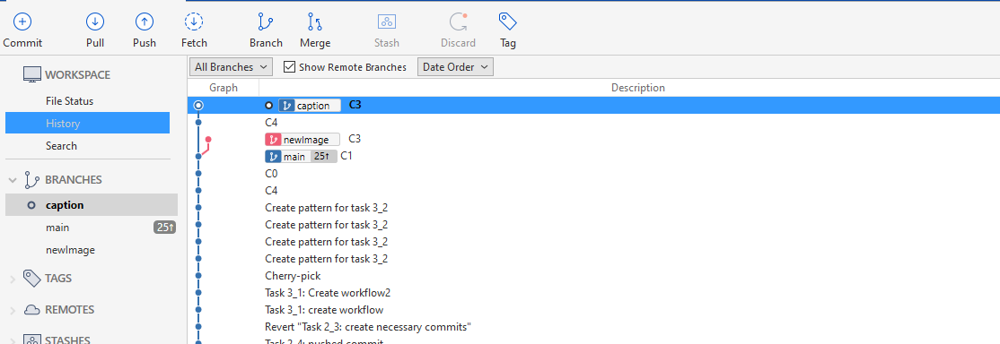 Commit Pull Push Fetch Branch Merge Stash Discard Tag
WORKSPACE
File Status
History
Search
BRANCHES
caption
main 25↑
newImage
TAGS
REMOTES
STASHES
All Branches Show Remote Branches Date Order
Graph Description
caption C3
C4
newImage C3
main 25↑ C1
C0
C4
Create pattern for task 3_2
Create pattern for task 3_2
Create pattern for task 3_2
Create pattern for task 3_2
Cherry-pick
Task 3_1: Create workflow2
Task 3_1: create workflow
Revert "Task 2_3: create necessary commits"
Task 2_4: pushed commit